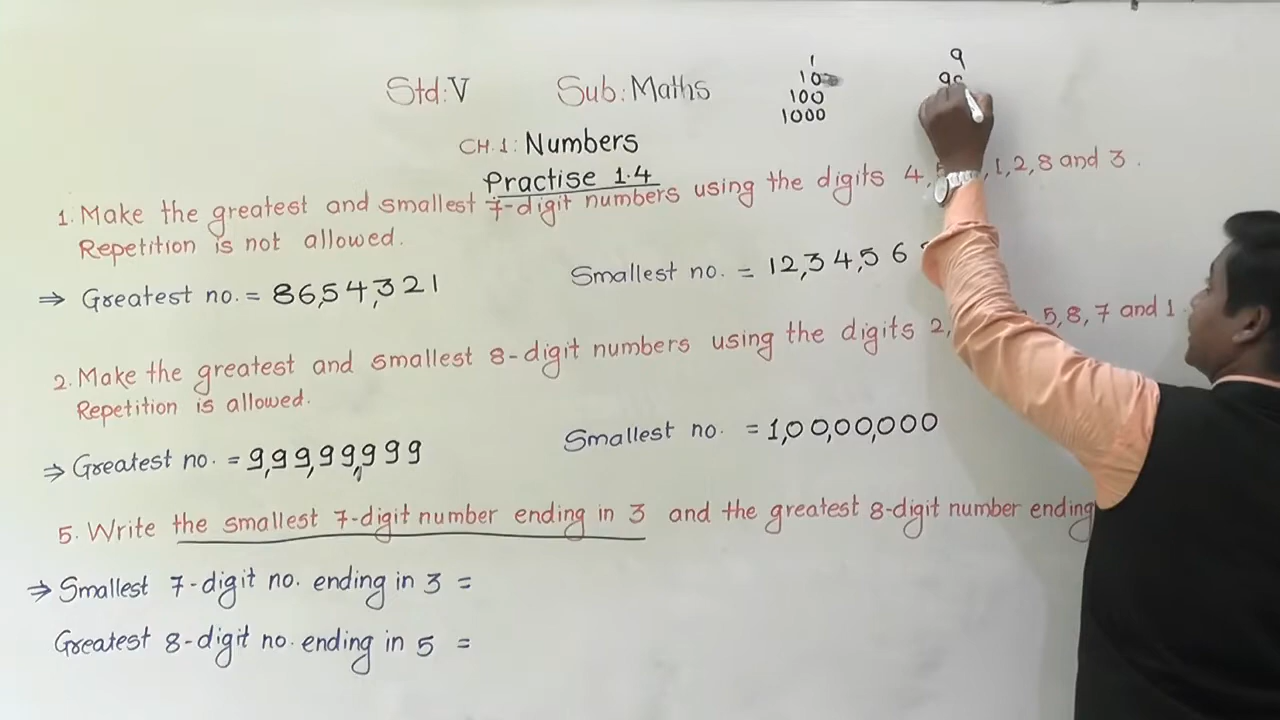 Std: V Sub: Maths
1
10
100
1000
9
CH. 1: Numbers
Practise 1.4
1. Make the greatest and smallest 7-digit numbers using the digits 4, 1, 2, 8 and 3.
Repetition is not allowed.
⇒ Greatest no. = 86,54,321 Smallest no. = 12,34,56
2. Make the greatest and smallest 8-digit numbers using the digits 2, 5, 8, 7 and 1
Repetition is allowed.
⇒ Greatest no. = 9,99,99,999 Smallest no. = 1,00,00,000
5. Write the smallest 7-digit number ending in 3 and the greatest 8-digit number ending
⇒ Smallest 7-digit no. ending in 3 =
Greatest 8-digit no. ending in 5 =